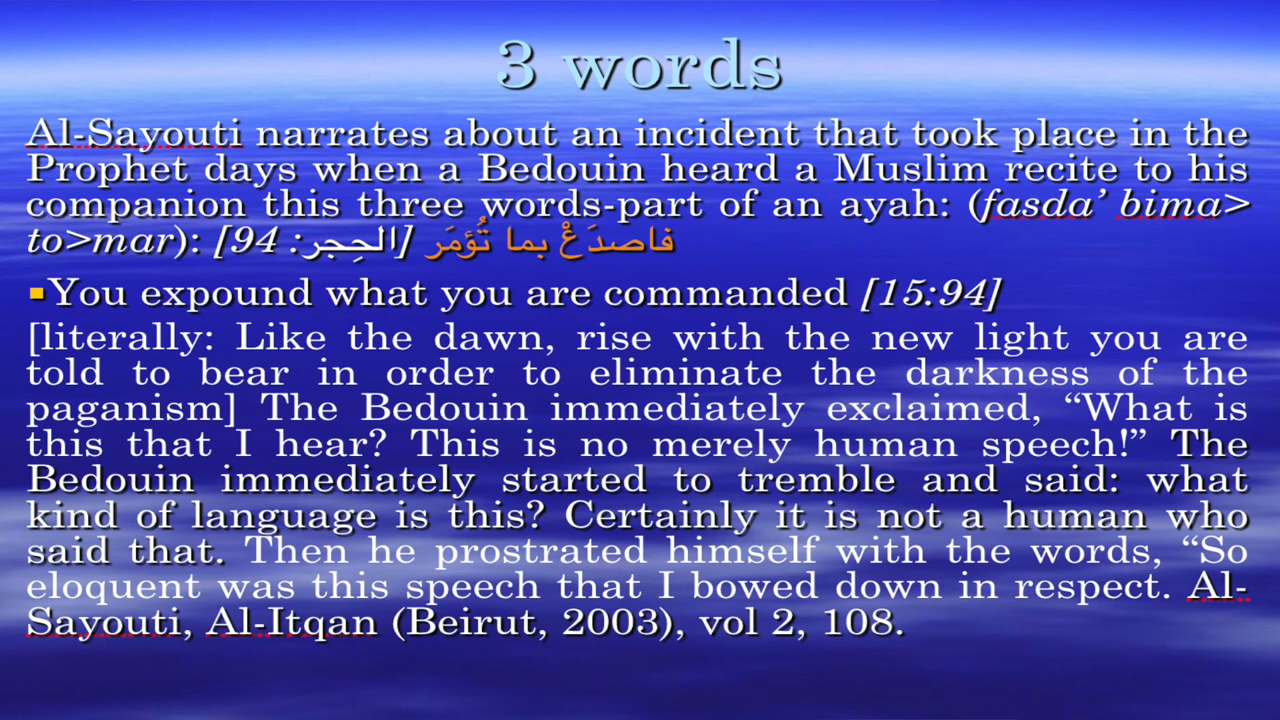 3 words
Al-Sayouti narrates about an incident that took place in the
Prophet days when a Bedouin heard a Muslim recite to his
companion this three words-part of an ayah: (fasda’ bima>
to>mar): فاصدَعْ بما تُؤمَر [الحِجر: 94]
▪You expound what you are commanded [15:94]
[literally: Like the dawn, rise with the new light you are
told to bear in order to eliminate the darkness of the
paganism] The Bedouin immediately exclaimed, “What is
this that I hear? This is no merely human speech!” The
Bedouin immediately started to tremble and said: what
kind of language is this? Certainly it is not a human who
said that. Then he prostrated himself with the words, “So
eloquent was this speech that I bowed down in respect. Al-
Sayouti, Al-Itqan (Beirut, 2003), vol 2, 108.